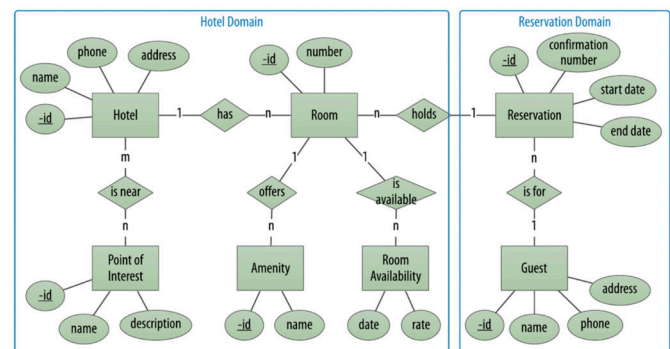 Hotel Domain
Reservation Domain
phone
address
name
-id
Hotel
1
has
n
-id
number
Room
n
holds
1
-id
confirmation
number
start date
end date
Reservation
m
is near
n
1
offers
n
1
is
available
n
n
is for
1
Point of
Interest
-id
name
description
Amenity
-id
name
Room
Availability
date
rate
Guest
-id
name
phone
address